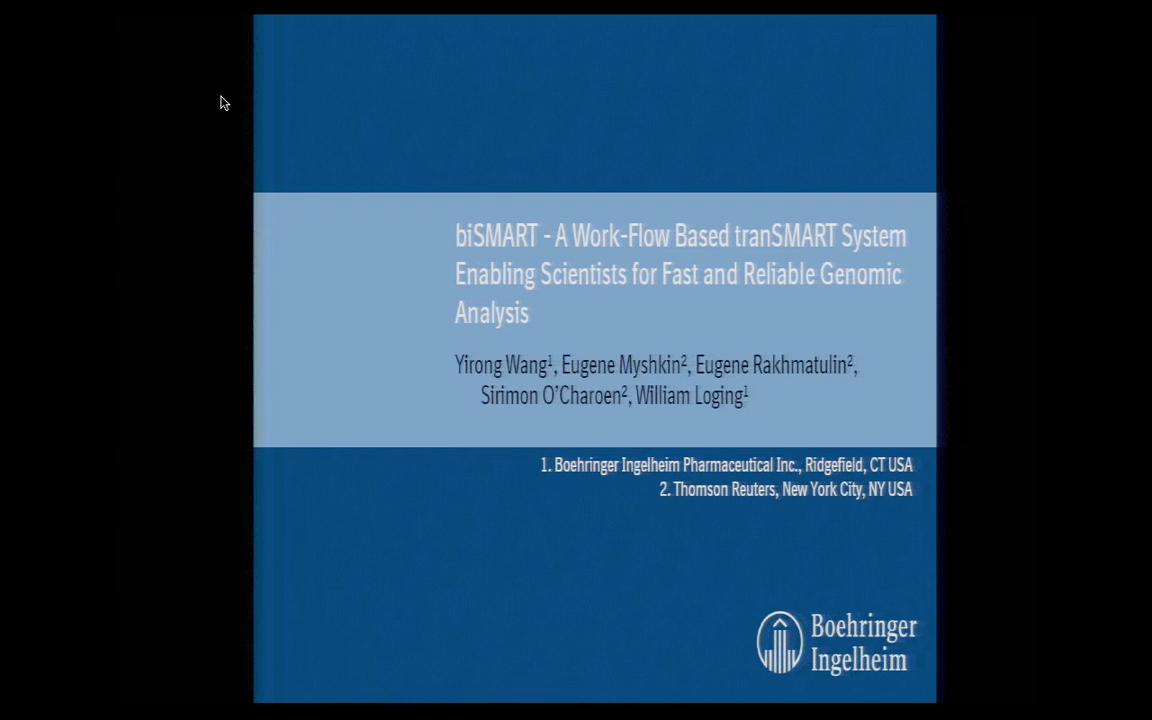 biSMART - A Work-Flow Based tranSMART System
Enabling Scientists for Fast and Reliable Genomic
Analysis
Yirong Wang¹, Eugene Myshkin², Eugene Rakhmatulin²,
Sirimon O'Charoen², William Loging¹
1. Boehringer Ingelheim Pharmaceutical Inc., Ridgefield, CT USA
2. Thomson Reuters, New York City, NY USA
Boehringer
Ingelheim